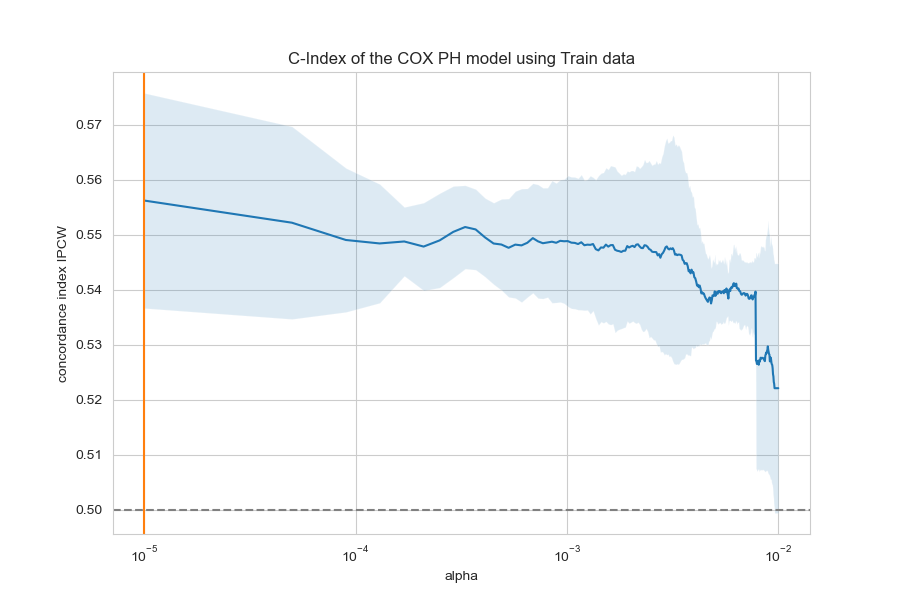 C-Index of the COX PH model using Train data
concordance index IPCW
0.57
0.56
0.55
0.54
0.53
0.52
0.51
0.50
10⁻⁵ 10⁻⁴ 10⁻³ 10⁻²
alpha